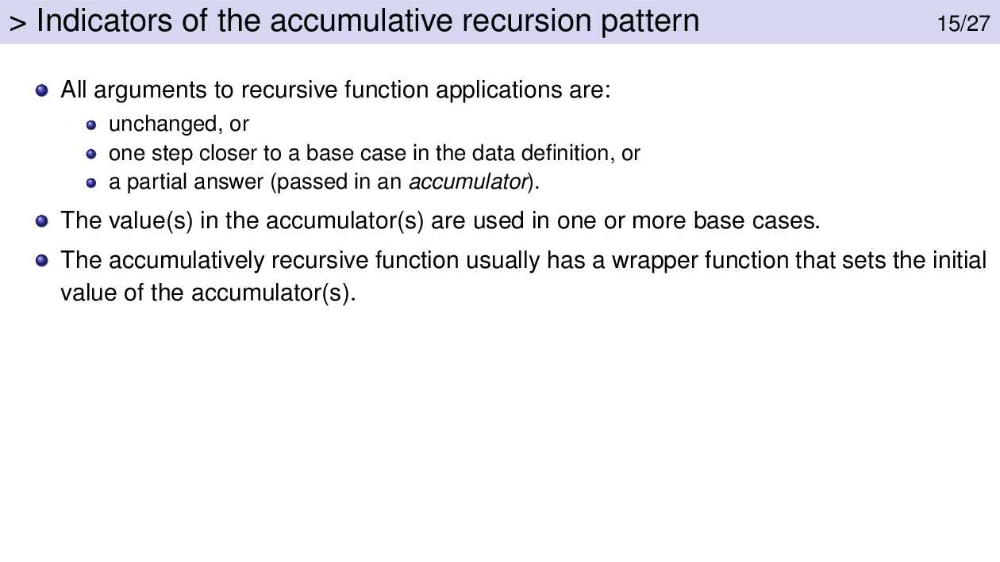 > Indicators of the accumulative recursion pattern 15/27
All arguments to recursive function applications are:
unchanged, or
one step closer to a base case in the data definition, or
a partial answer (passed in an accumulator).
The value(s) in the accumulator(s) are used in one or more base cases.
The accumulatively recursive function usually has a wrapper function that sets the initial
value of the accumulator(s).